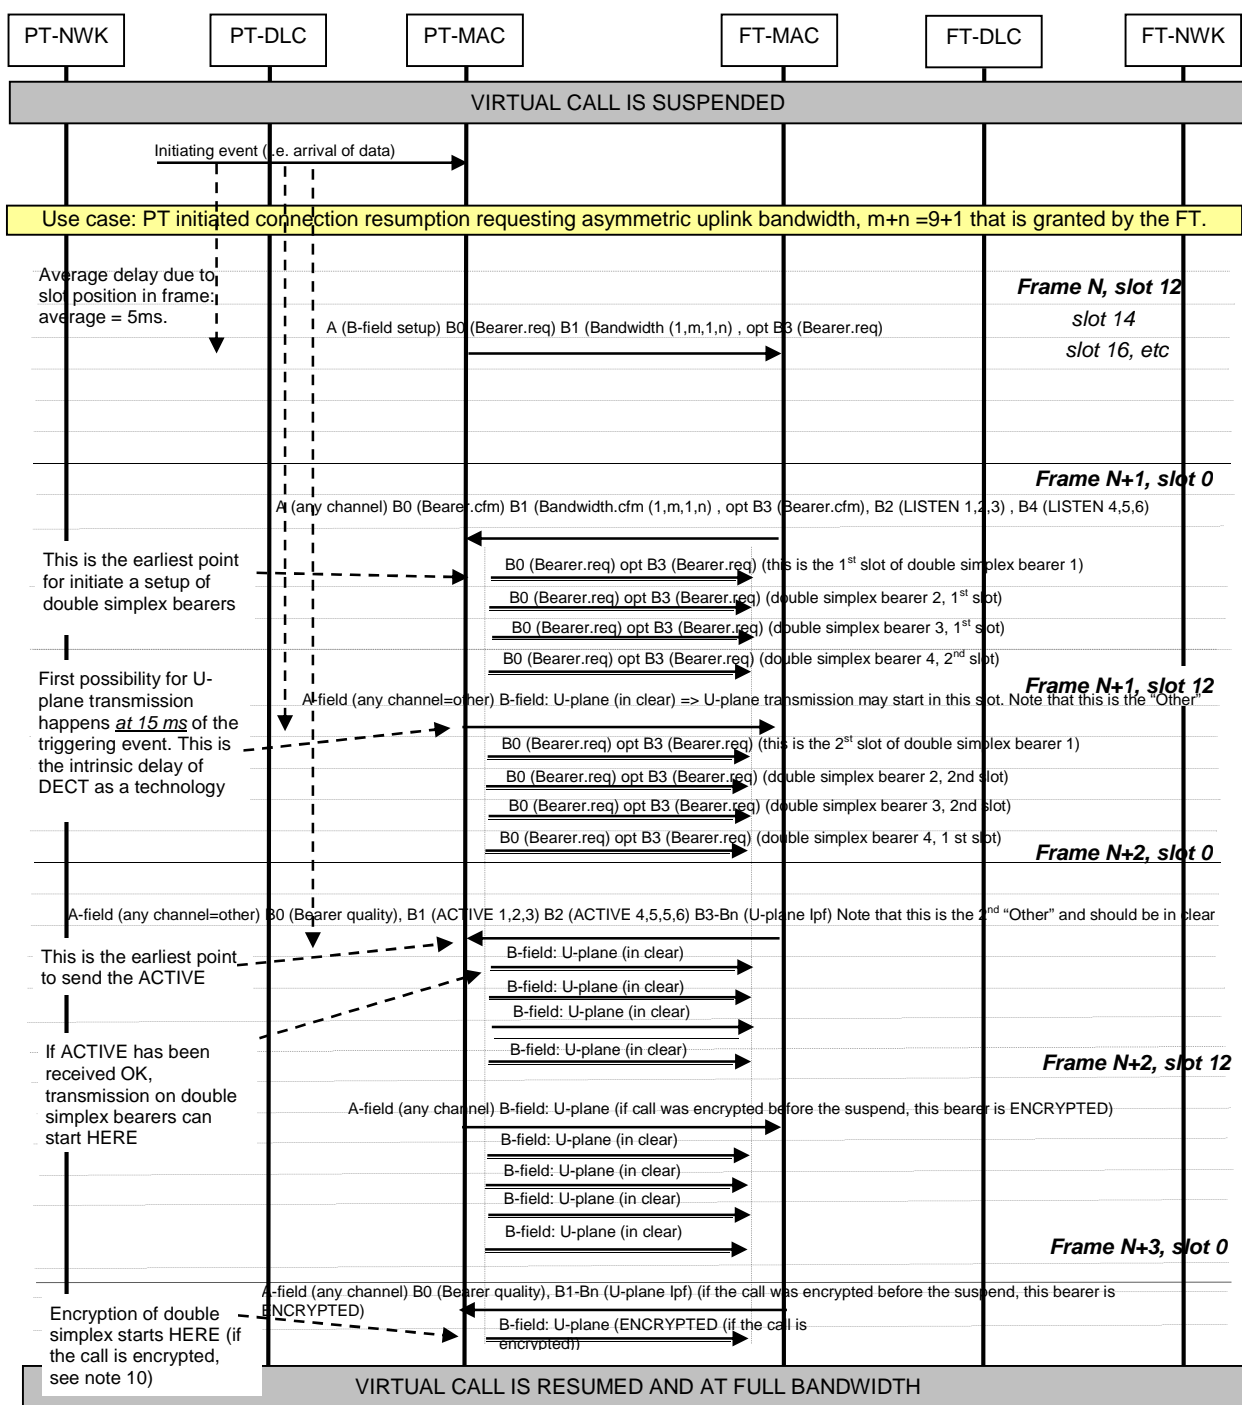 PT-NWK PT-DLC PT-MAC FT-MAC FT-DLC FT-NWK
VIRTUAL CALL IS SUSPENDED
Initiating event (i.e. arrival of data)
Use case: PT initiated connection resumption requesting asymmetric uplink bandwidth, m+n =9+1 that is granted by the FT.
Average delay due to
slot position in frame:
average = 5ms.
Frame N, slot 12
slot 14
slot 16, etc
A (B-field setup) B0 (Bearer.req) B1 (Bandwidth (1,m,1,n) , opt B3 (Bearer.req)
Frame N+1, slot 0
A (any channel) B0 (Bearer.cfm) B1 (Bandwidth.cfm (1,m,1,n) , opt B3 (Bearer.cfm), B2 (LISTEN 1,2,3) , B4 (LISTEN 4,5,6)
This is the earliest point
for initiate a setup of
double simplex bearers
B0 (Bearer.req) opt B3 (Bearer.req) (this is the 1st slot of double simplex bearer 1)
B0 (Bearer.req) opt B3 (Bearer.req) (double simplex bearer 2, 1st slot)
B0 (Bearer.req) opt B3 (Bearer.req) (double simplex bearer 3, 1st slot)
B0 (Bearer.req) opt B3 (Bearer.req) (double simplex bearer 4, 2nd slot)
First possibility for U-
plane transmission
happens at 15 ms of the
triggering event. This is
the intrinsic delay of
DECT as a technology
Frame N+1, slot 12
A-field (any channel=other) B-field: U-plane (in clear) => U-plane transmission may start in this slot. Note that this is the "Other"
B0 (Bearer.req) opt B3 (Bearer.req) (this is the 2st slot of double simplex bearer 1)
B0 (Bearer.req) opt B3 (Bearer.req) (double simplex bearer 2, 2nd slot)
B0 (Bearer.req) opt B3 (Bearer.req) (double simplex bearer 3, 2nd slot)
B0 (Bearer.req) opt B3 (Bearer.req) (double simplex bearer 4, 1 st slot)
Frame N+2, slot 0
A-field (any channel=other) B0 (Bearer quality), B1 (ACTIVE 1,2,3) B2 (ACTIVE 4,5,5,6) B3-Bn (U-plane Ipf) Note that this is the 2nd "Other" and should be in clear
This is the earliest point
to send the ACTIVE
B-field: U-plane (in clear)
B-field: U-plane (in clear)
B-field: U-plane (in clear)
B-field: U-plane (in clear)
If ACTIVE has been
received OK,
transmission on double
simplex bearers can
start HERE
Frame N+2, slot 12
A-field (any channel) B-field: U-plane (if call was encrypted before the suspend, this bearer is ENCRYPTED)
B-field: U-plane (in clear)
B-field: U-plane (in clear)
B-field: U-plane (in clear)
B-field: U-plane (in clear)
Frame N+3, slot 0
A-field (any channel) B0 (Bearer quality), B1-Bn (U-plane Ipf) (if the call was encrypted before the suspend, this bearer is
ENCRYPTED)
Encryption of double
simplex starts HERE (if
the call is encrypted,
see note 10)
B-field: U-plane (ENCRYPTED (if the call is
encrypted))
VIRTUAL CALL IS RESUMED AND AT FULL BANDWIDTH